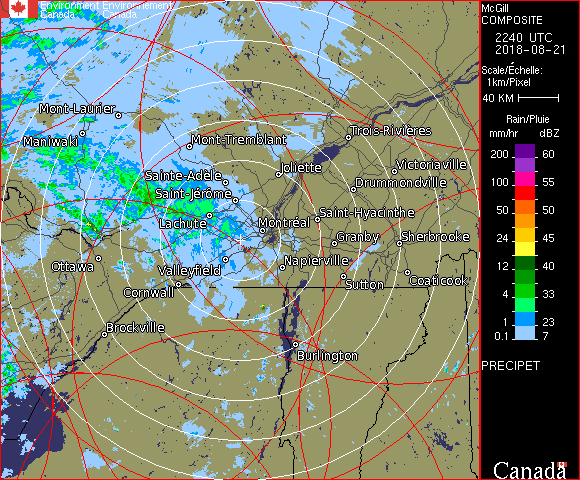 Environment Environnement
Canada Canada
McGill
COMPOSITE
2240 UTC
2018-08-21
Scale/Échelle:
1km/Pixel
40 KM
Rain/Pluie
mm/hr dBZ
200 60
150 55
100 55
50 50
24 45
12 40
4 33
1 23
0.1 7
PRECIPET
Canada
Mont-Laurier
Maniwaki
Mont-Tremblant
Trois-Rivières
Joliette
Victoriaville
Sainte-Adèle
Saint-Jérôme
Drummondville
Lachute
Saint-Hyacinthe
Montréal
Granby
Sherbrooke
Ottawa
Valleyfield
Napierville
Sutton
Coaticook
Cornwall
Brockville
Burlington